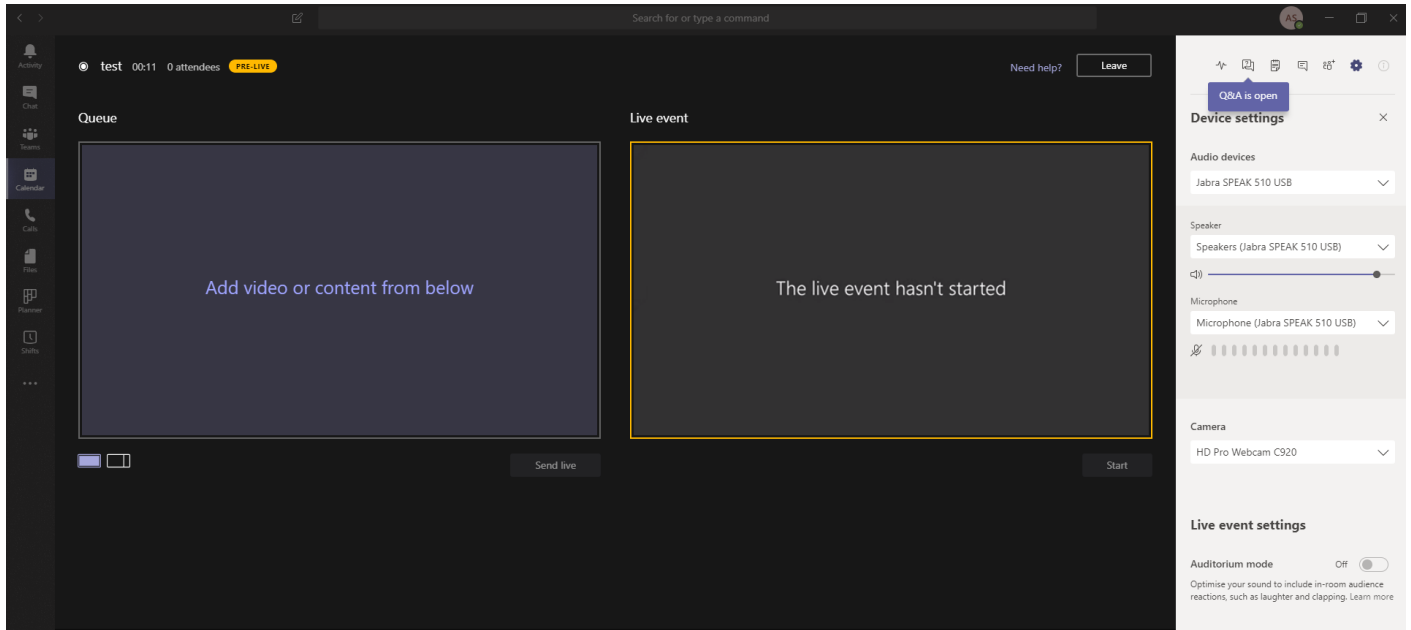 Search for or type a command
AS
Activity
Chat
Teams
Calendar
Calls
Files
Planner
Shifts
test 00:11 0 attendees PRE-LIVE
Need help?
Leave
Queue
Add video or content from below
Send live
Live event
The live event hasn't started
Start
Q&A is open
Device settings
Audio devices
Jabra SPEAK 510 USB
Speaker
Speakers (Jabra SPEAK 510 USB)
Microphone
Microphone (Jabra SPEAK 510 USB)
Camera
HD Pro Webcam C920
Live event settings
Auditorium mode Off
Optimise your sound to include in-room audience
reactions, such as laughter and clapping. Learn more